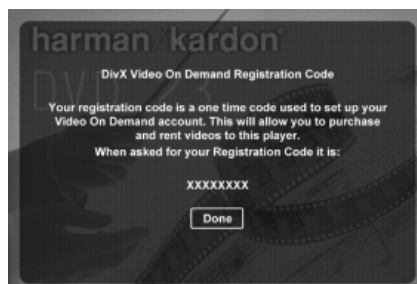 harman/kardon®
DivX Video On Demand Registration Code
Your registration code is a one time code used to set up your
Video On Demand account. This will allow you to purchase
and rent videos to this player.
When asked for your Registration Code it is:
XXXXXXXX
Done